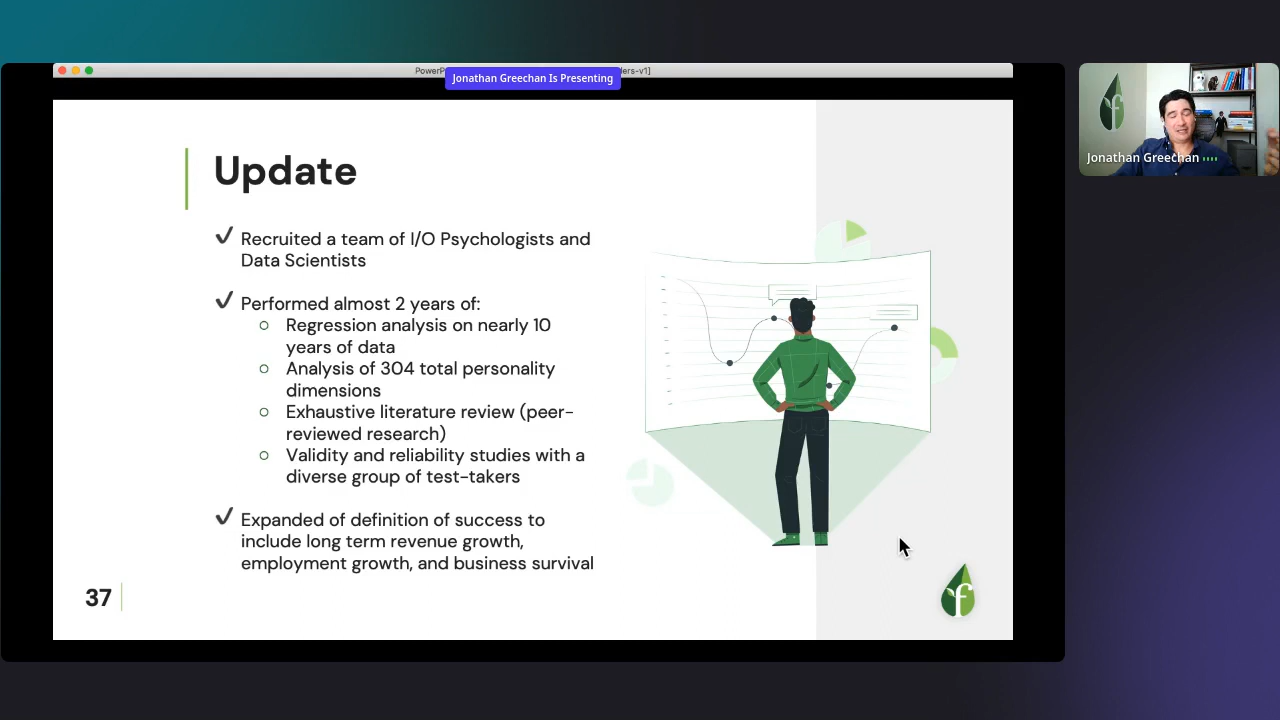 PowerP
ders-v1]
Jonathan Greechan Is Presenting
Update
Recruited a team of I/O Psychologists and
Data Scientists
Performed almost 2 years of:
Regression analysis on nearly 10
years of data
Analysis of 304 total personality
dimensions
Exhaustive literature review (peer-
reviewed research)
Validity and reliability studies with a
diverse group of test-takers
Expanded of definition of success to
include long term revenue growth,
employment growth, and business survival
37
f
f
Jonathan Greechan